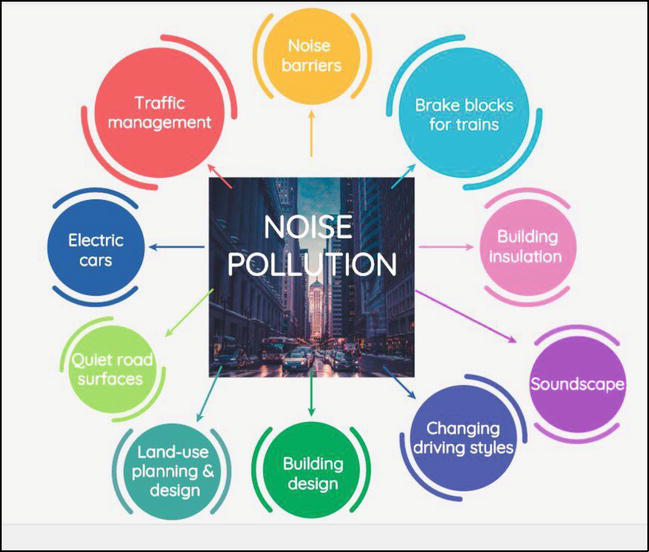 Noise
barriers
Traffic
management
Brake blocks
for trains
NOISE
POLLUTION
Electric
cars
Building
insulation
Quiet road
surfaces
Soundscape
Land-use
planning &
design
Building
design
Changing
driving styles